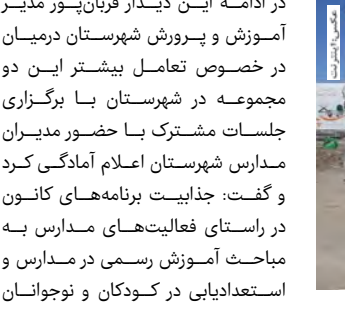 در ادامه این دیدار قربان‌پور مدیر
آموزش و پرورش شهرستان درمیان
در خصوص تعامل بیشتر این دو
مجموعه در شهرستان با برگزاری
جلسات مشترک با حضور مدیران
مدارس شهرستان اعلام آمادگی کرد
و گفت: جذابیت برنامه‌های کانون
در راستای فعالیت‌های مدارس به
مباحث آموزش رسمی در مدارس و
استعدادیابی در کودکان و نوجوانان
عکس: اینترنت